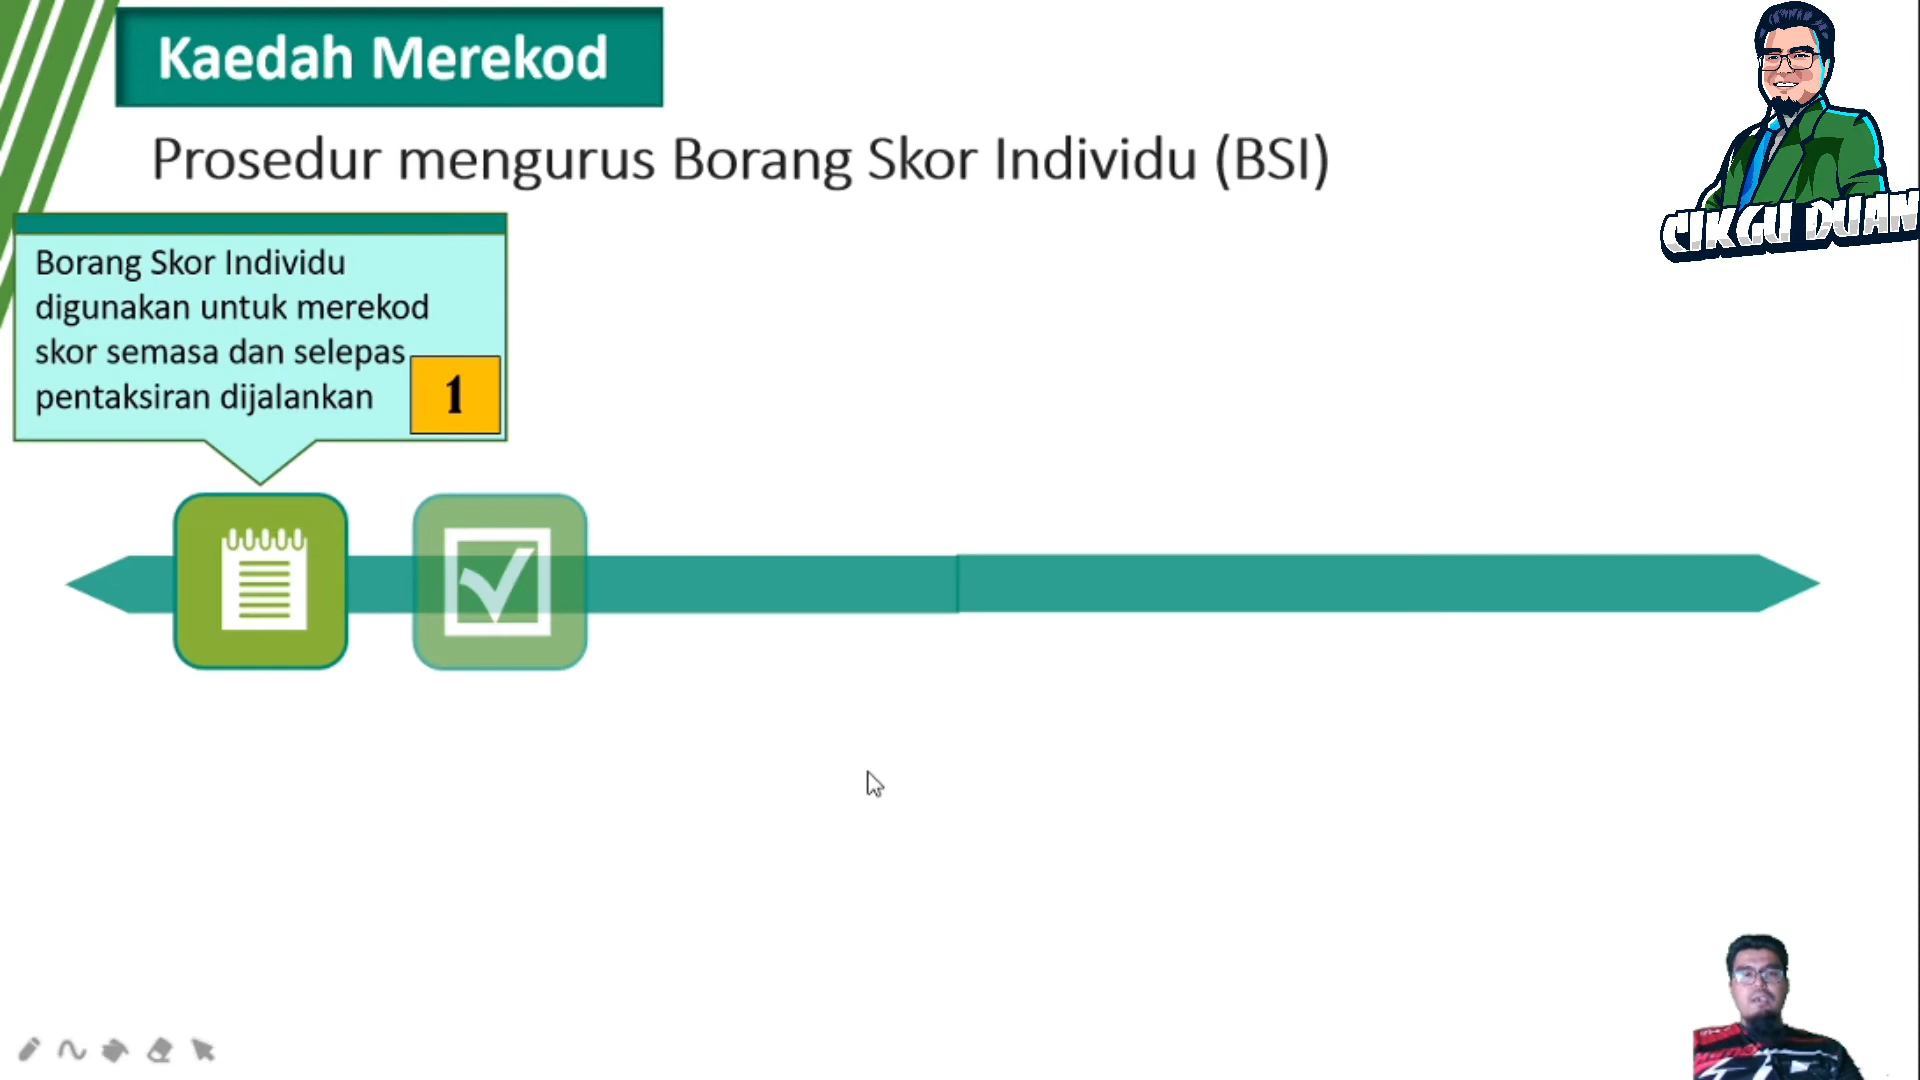 Kaedah Merekod
Prosedur mengurus Borang Skor Individu (BSI)
Borang Skor Individu
digunakan untuk merekod
skor semasa dan selepas
pentaksiran dijalankan
1
CIKGU DUAN